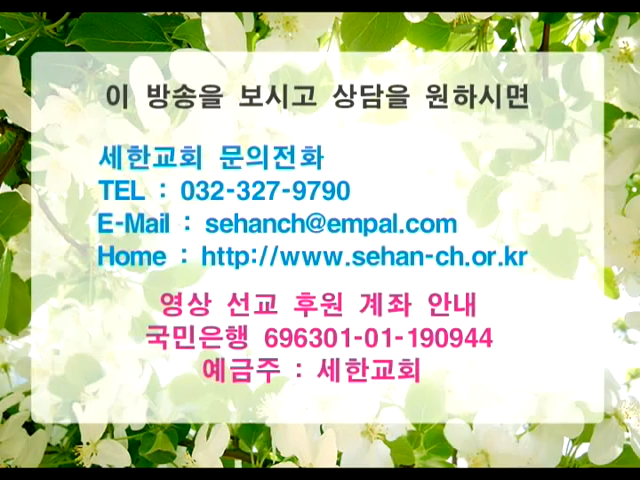 이 방송을 보시고 상담을 원하시면
세한교회 문의전화
TEL : 032-327-9790
E-Mail : sehanch@empal.com
Home : http://www.sehan-ch.or.kr
영상 선교 후원 계좌 안내
국민은행 696301-01-190944
예금주 : 세한교회